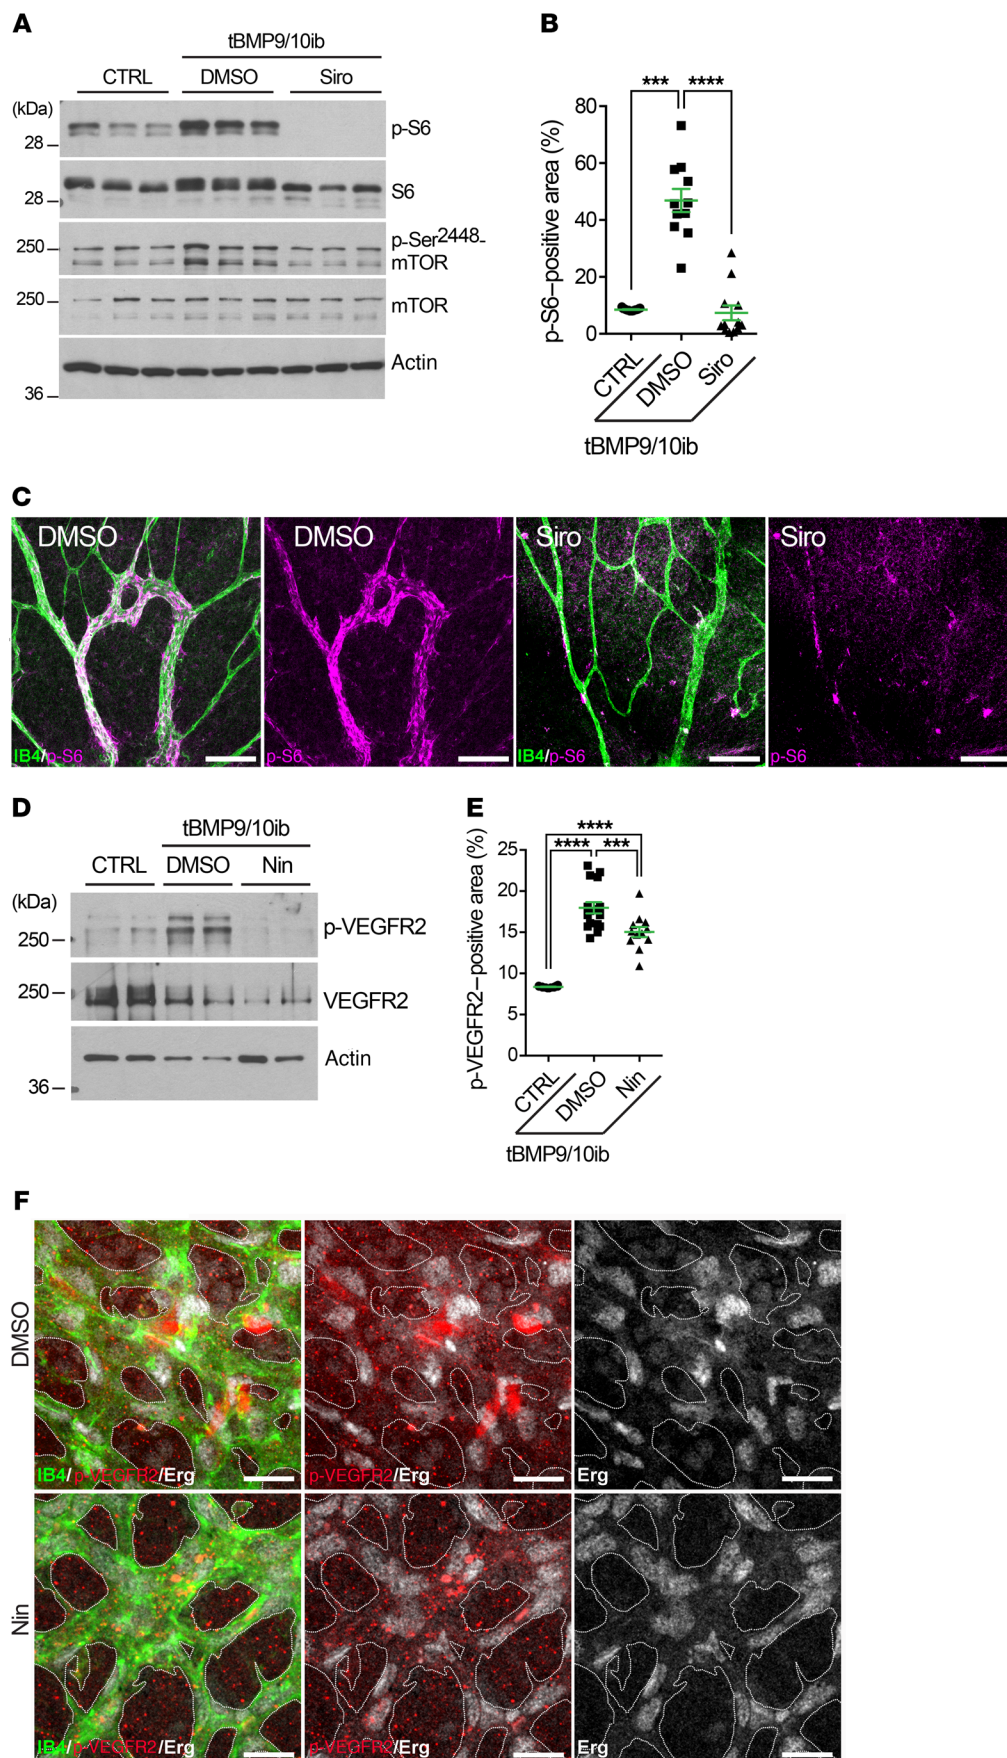 A
tBMP9/10ib
CTRL DMSO Siro
(kDa)
28
p-S6
28
S6
250
p-Ser2448-
mTOR
250
mTOR
Actin
36
B
*** ****
p-S6–positive area (%)
80
60
40
20
0
CTRL DMSO Siro
tBMP9/10ib
C
DMSO DMSO Siro Siro
IB4/p-S6 p-S6 IB4/p-S6 p-S6
D
tBMP9/10ib
CTRL DMSO Nin
(kDa)
250
p-VEGFR2
250
VEGFR2
Actin
36
E
****
**** ***
p-VEGFR2–positive area (%)
25
20
15
10
5
0
CTRL DMSO Nin
tBMP9/10ib
F
DMSO
IB4/p-VEGFR2/Erg p-VEGFR2/Erg Erg
Nin
IB4/p-VEGFR2/Erg p-VEGFR2/Erg Erg